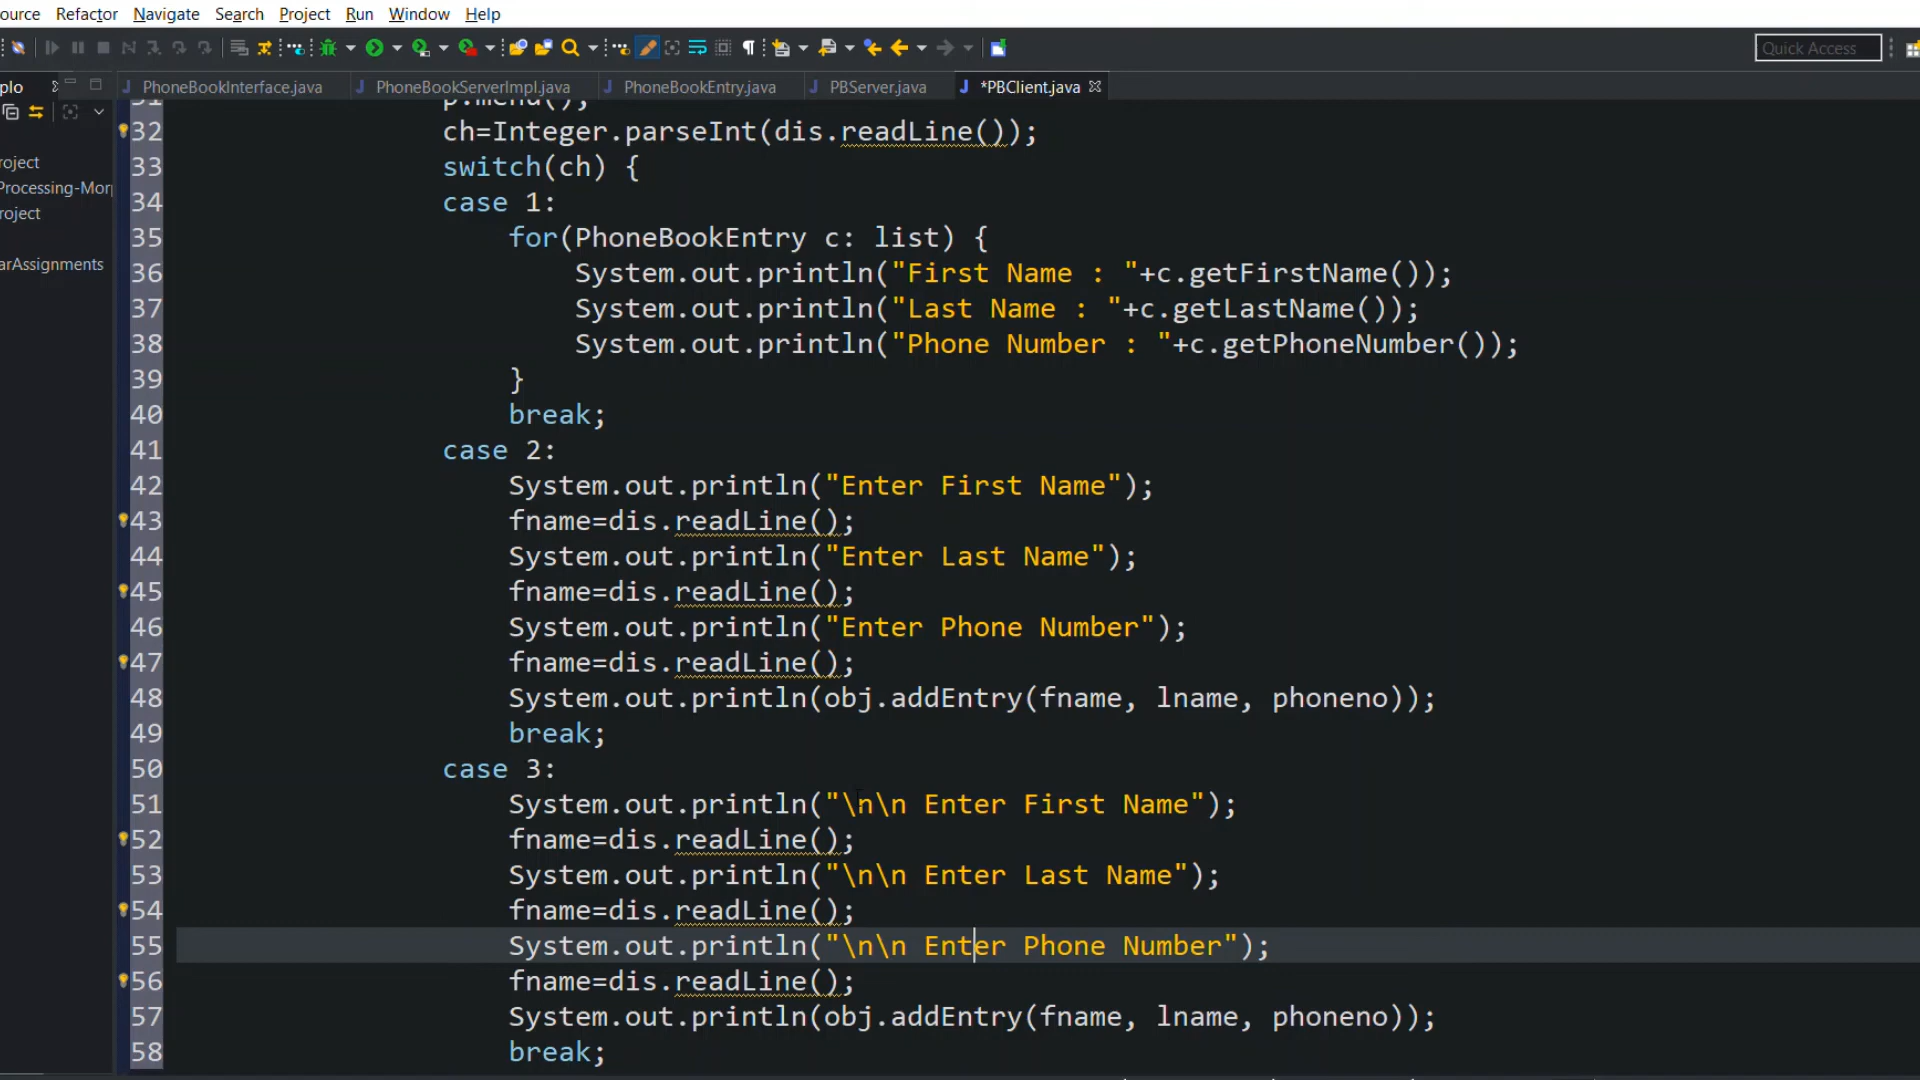 ource Refactor Navigate Search Project Run Window Help
Quick Access
plo
PhoneBookInterface.java PhoneBookServerImpl.java PhoneBookEntry.java PBServer.java *PBClient.java
roject
Processing-Mor
roject
arAssignments
31 p.menu();
32 ch=Integer.parseInt(dis.readLine());
33 switch(ch) {
34 case 1:
35 for(PhoneBookEntry c: list) {
36 System.out.println("First Name : "+c.getFirstName());
37 System.out.println("Last Name : "+c.getLastName());
38 System.out.println("Phone Number : "+c.getPhoneNumber());
39 }
40 break;
41 case 2:
42 System.out.println("Enter First Name");
43 fname=dis.readLine();
44 System.out.println("Enter Last Name");
45 fname=dis.readLine();
46 System.out.println("Enter Phone Number");
47 fname=dis.readLine();
48 System.out.println(obj.addEntry(fname, lname, phoneno));
49 break;
50 case 3:
51 System.out.println("\n\n Enter First Name");
52 fname=dis.readLine();
53 System.out.println("\n\n Enter Last Name");
54 fname=dis.readLine();
55 System.out.println("\n\n Enter Phone Number");
56 fname=dis.readLine();
57 System.out.println(obj.addEntry(fname, lname, phoneno));
58 break;